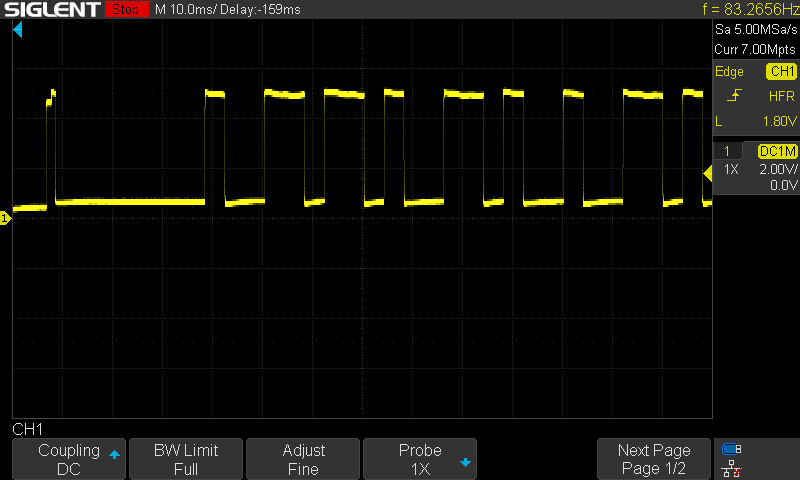 SIGLENT Stop M 10.0ms/ Delay:-159ms f = 83.2656Hz
Sa 5.00MSa/s
Curr 7.00Mpts
Edge CH1
HFR
L 1.80V
1 DC1M
1X 2.00V/
0.0V
1
CH1
Coupling
DC
BW Limit
Full
Adjust
Fine
Probe
1X
Next Page
Page 1/2